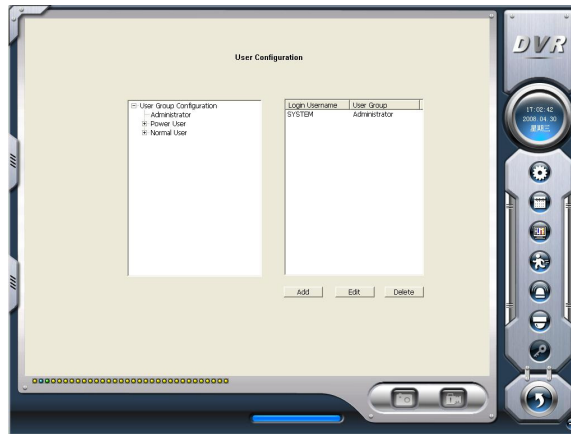 DVR
User Configuration
User Group Configuration
Administrator
Power User
Normal User
Login Username User Group
SYSTEM Administrator
17:02:42
2008.04.30
星期三
Add Edit Delete